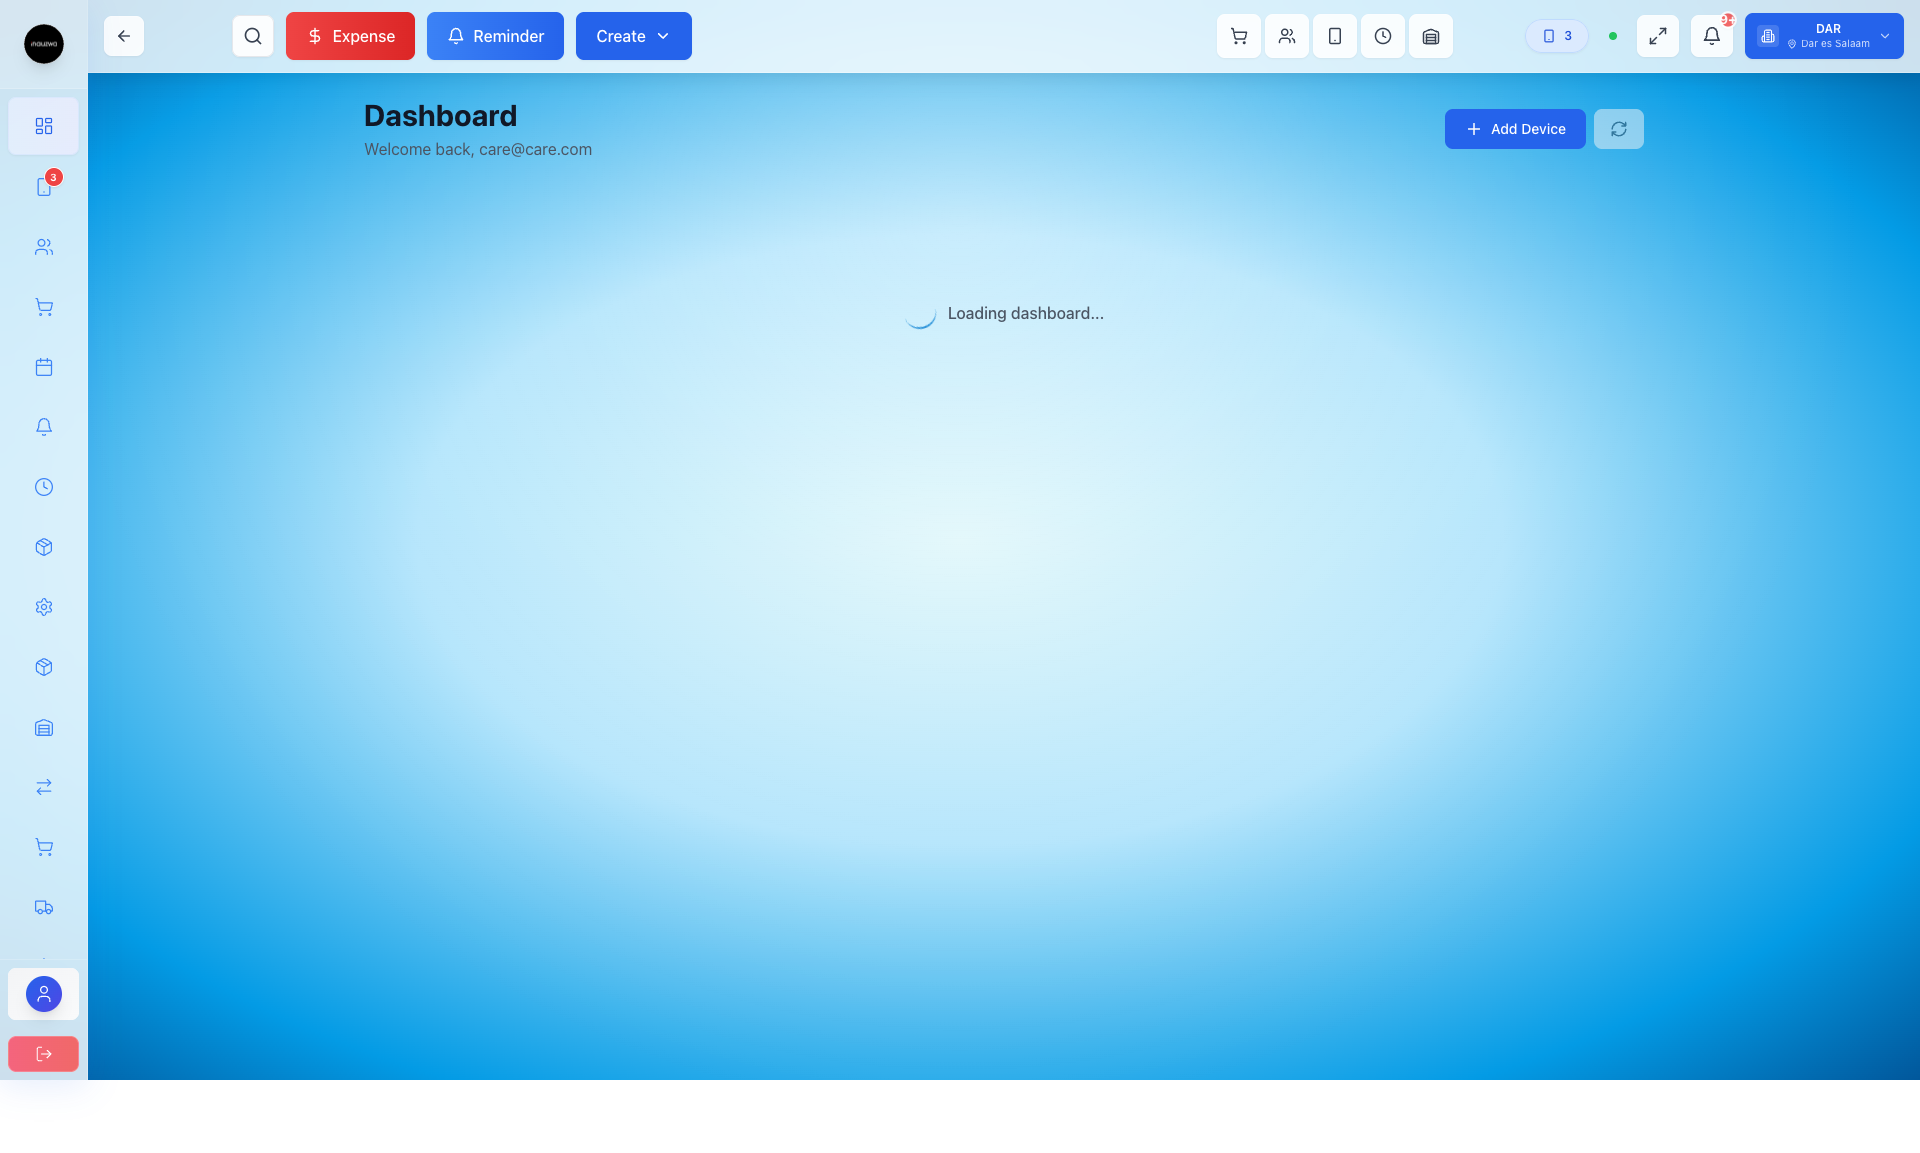 Expense
Reminder
Create
3
9+
DAR
Dar es Salaam
Dashboard
Welcome back, care@care.com
Add Device
3
Loading dashboard...